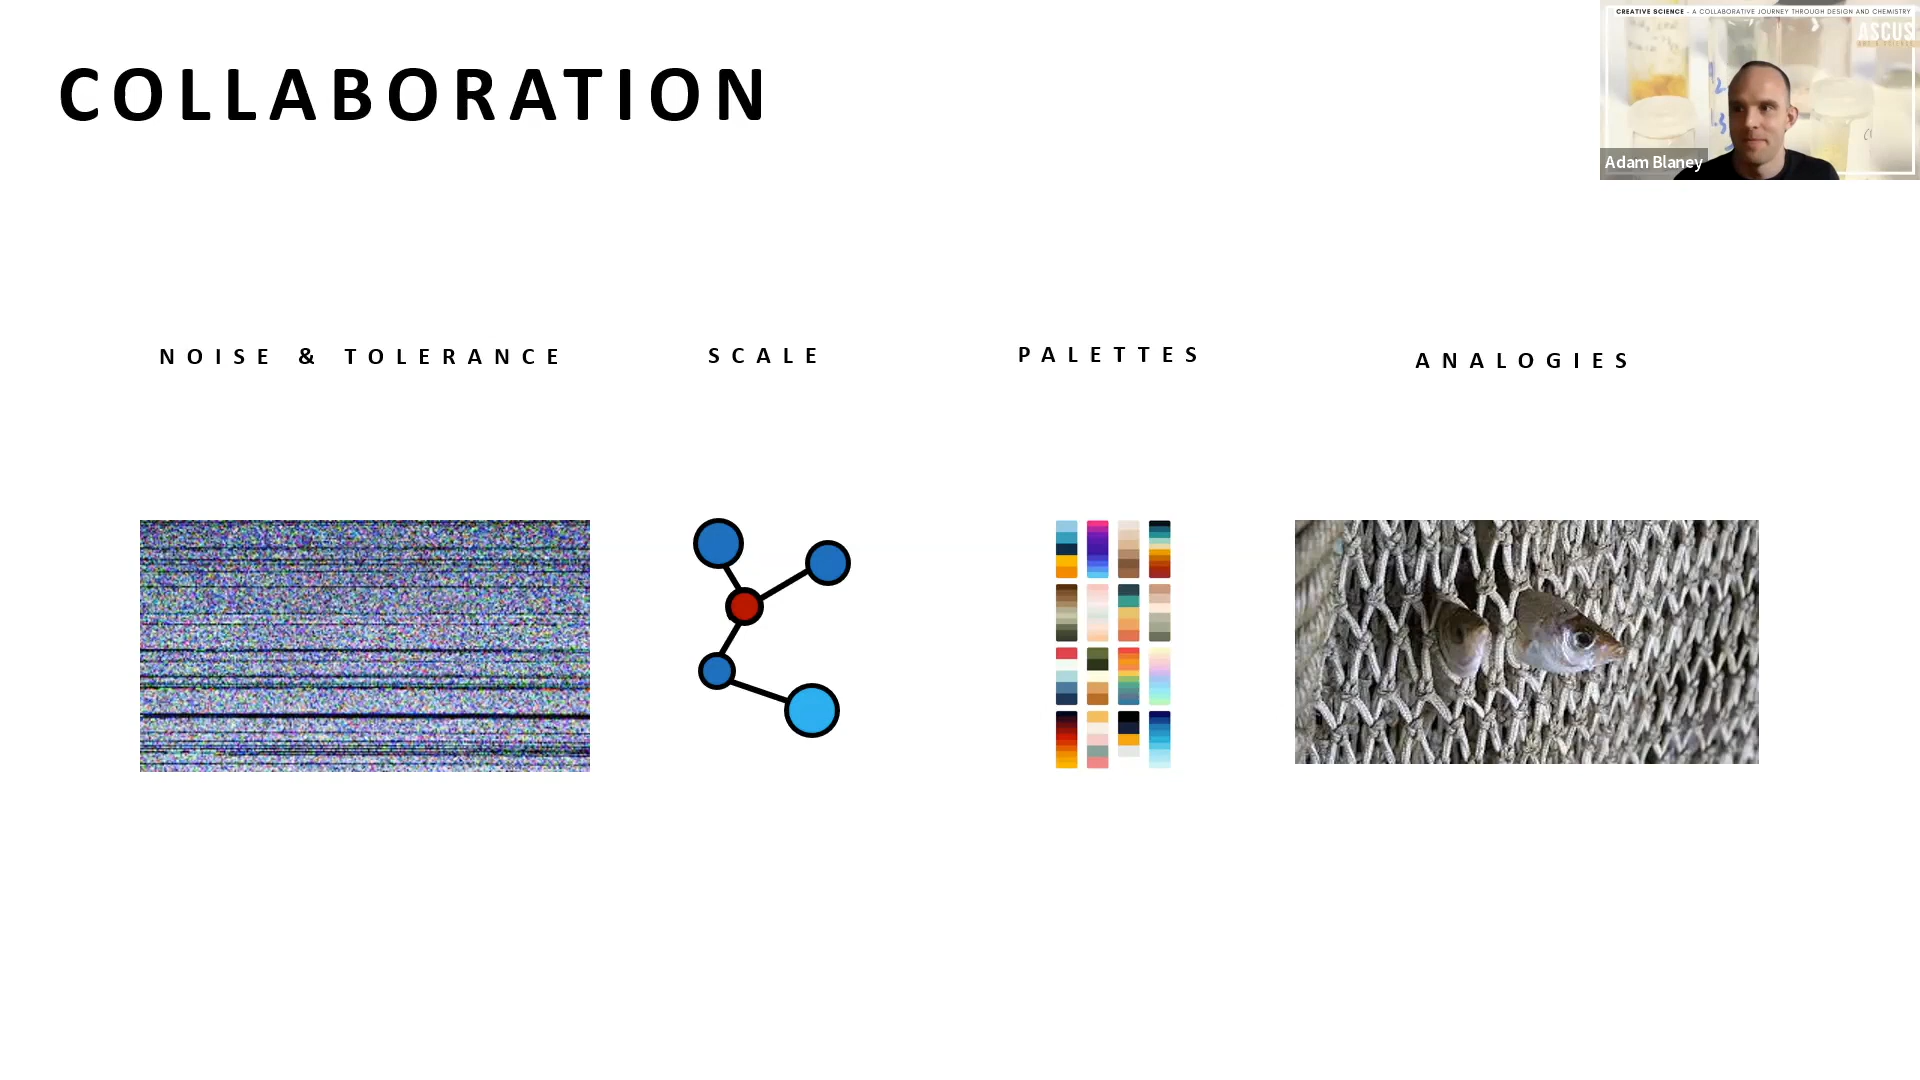 CREATIVE SCIENCE - A COLLABORATIVE JOURNEY THROUGH DESIGN AND CHEMISTRY
ASCUS
COLLABORATION
Adam Blaney
NOISE & TOLERANCE
SCALE
PALETTES
ANALOGIES